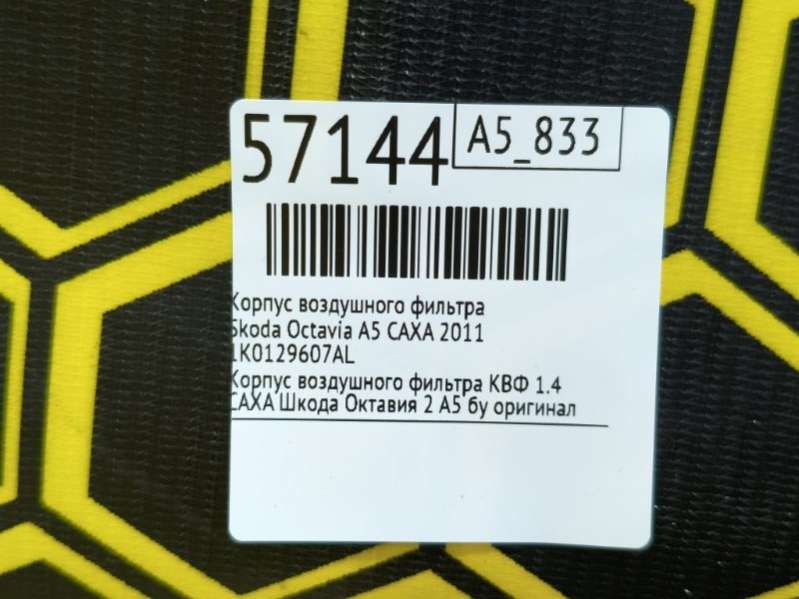 57144
A5_833
Корпус воздушного фильтра
Skoda Octavia A5 CAXA 2011
1K0129607AL
Корпус воздушного фильтра КВФ 1.4
CAXA Шкода Октавия 2 А5 бу оригинал